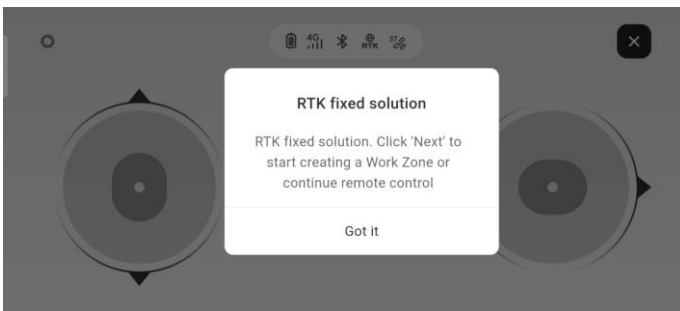 4G
RTK
37
RTK fixed solution
RTK fixed solution. Click 'Next' to
start creating a Work Zone or
continue remote control
Got it